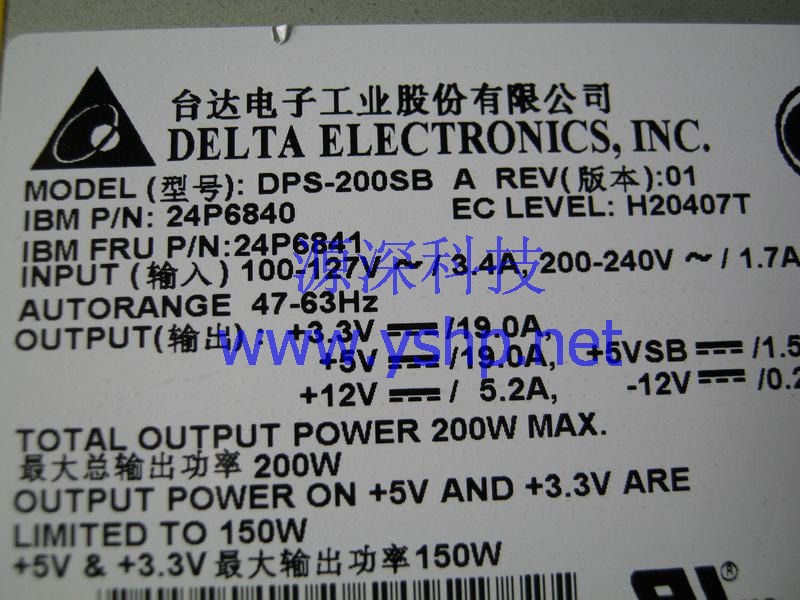 台达电子工业股份有限公司
DELTA ELECTRONICS, INC.
MODEL (型号): DPS-200SB A REV(版本):01
IBM P/N: 24P6840 EC LEVEL: H20407T
IBM FRU P/N:24P6841
源深科技
INPUT (输入) 100-127V ~ / 3.4A, 200-240V ~ / 1.7A
AUTORANGE 47-63Hz
OUTPUT(输出) : +3.3V ⎓/19.0A,
www.yshp.net
+5V ⎓/19.0A, +5VSB ⎓/1.5
+12V ⎓/ 5.2A, -12V ⎓/0.2
TOTAL OUTPUT POWER 200W MAX.
最大总输出功率 200W
OUTPUT POWER ON +5V AND +3.3V ARE
LIMITED TO 150W
+5V & +3.3V 最大输出功率150W